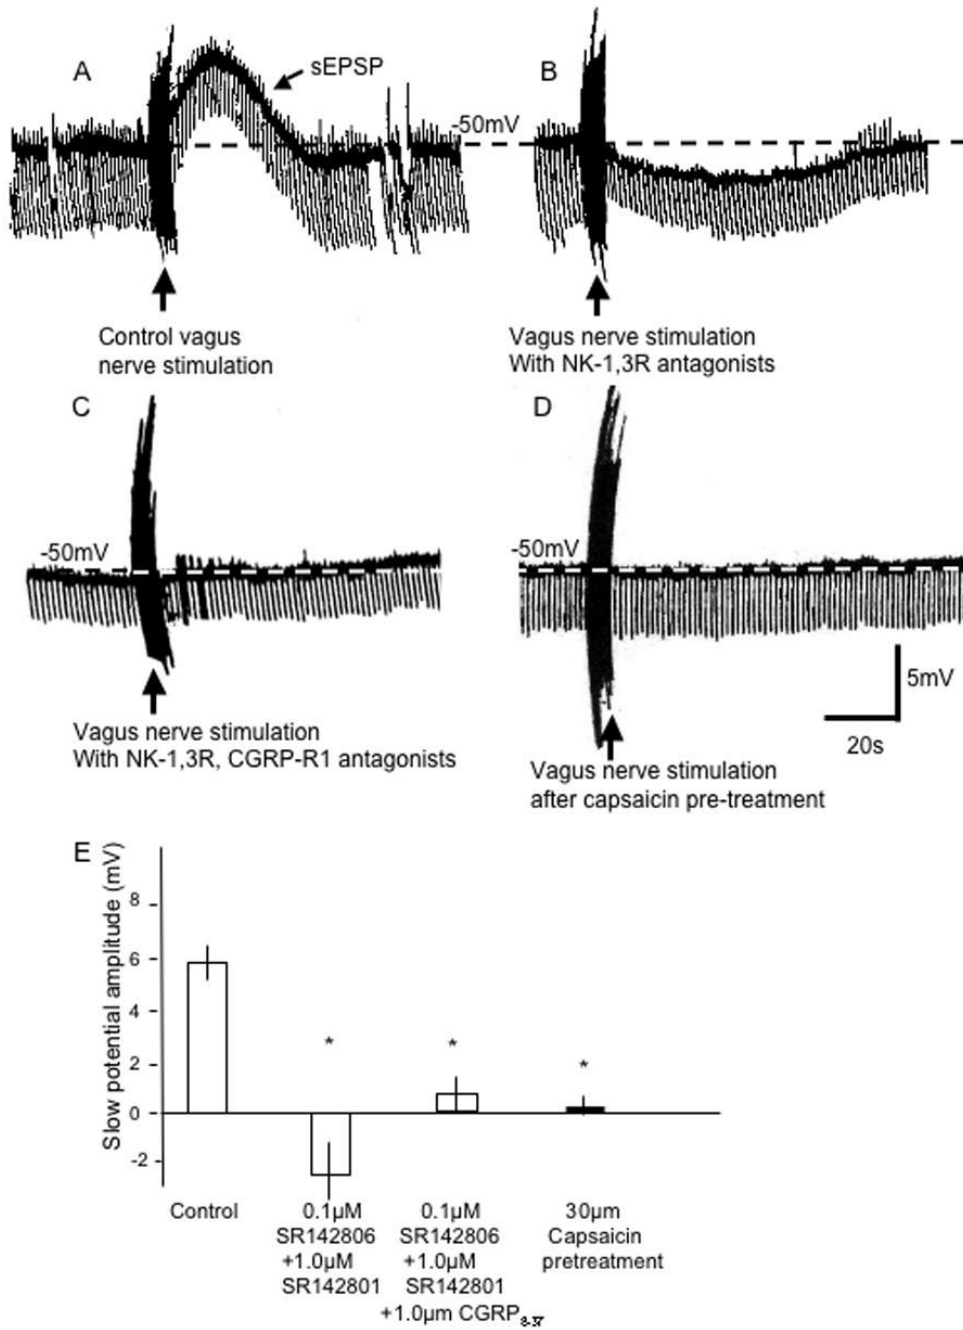 A
sEPSP
B
-50mV
Control vagus
nerve stimulation
Vagus nerve stimulation
With NK-1,3R antagonists
C
D
-50mV
-50mV
5mV
20s
Vagus nerve stimulation
With NK-1,3R, CGRP-R1 antagonists
Vagus nerve stimulation
after capsaicin pre-treatment
E
Slow potential amplitude (mV)
8
6
4
2
0
-2
*
*
*
Control
0.1µM
SR142806
+1.0µM
SR142801
0.1µM
SR142806
+1.0µM
SR142801
+1.0µm CGRP8-37
30µm
Capsaicin
pretreatment